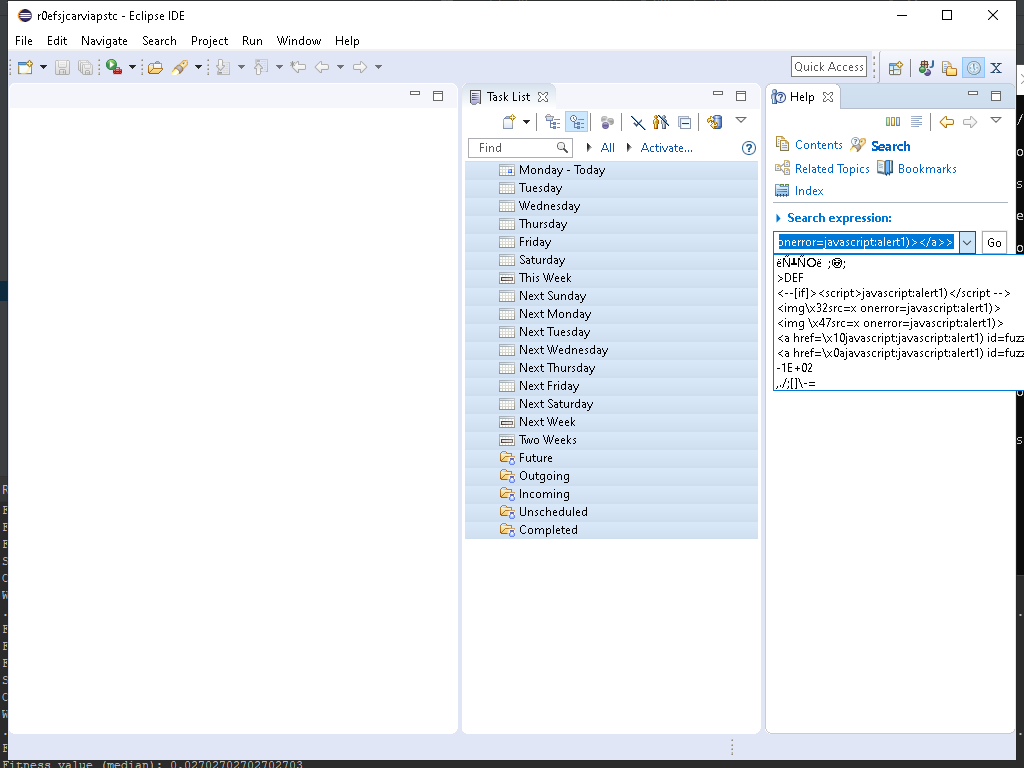 r0efsjcarviapstc - Eclipse IDE
File Edit Navigate Search Project Run Window Help
Quick Access
Task List
Help
Contents Search
Related Topics Bookmarks
Index
Find All Activate...
Search expression:
onerror=javascript:alert1)></a>> Go
>DEF
<--[if]><script>javascript:alert1)</script -->
<img\x32src=x onerror=javascript:alert1)>
<img \x47src=x onerror=javascript:alert1)>
<a href=\x10javascript:javascript:alert1) id=fuzz
<a href=\x0ajavascript:javascript:alert1) id=fuzz
-1E+02
,./;[]\-=
Monday - Today
Tuesday
Wednesday
Thursday
Friday
Saturday
This Week
Next Sunday
Next Monday
Next Tuesday
Next Wednesday
Next Thursday
Next Friday
Next Saturday
Next Week
Two Weeks
Future
Outgoing
Incoming
Unscheduled
Completed
Fitness value (median): 0.02702702702702703